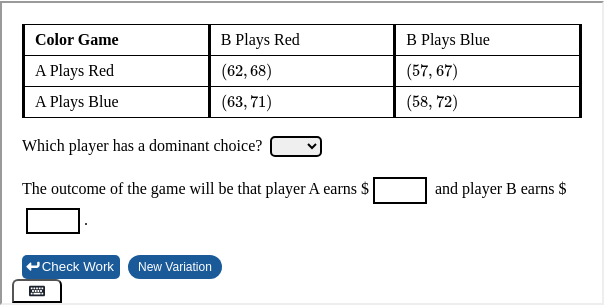 Color Game B Plays Red B Plays Blue
A Plays Red (62, 68) (57, 67)
A Plays Blue (63, 71) (58, 72)
Which player has a dominant choice?
The outcome of the game will be that player A earns $ and player B earns $
.
Check Work New Variation